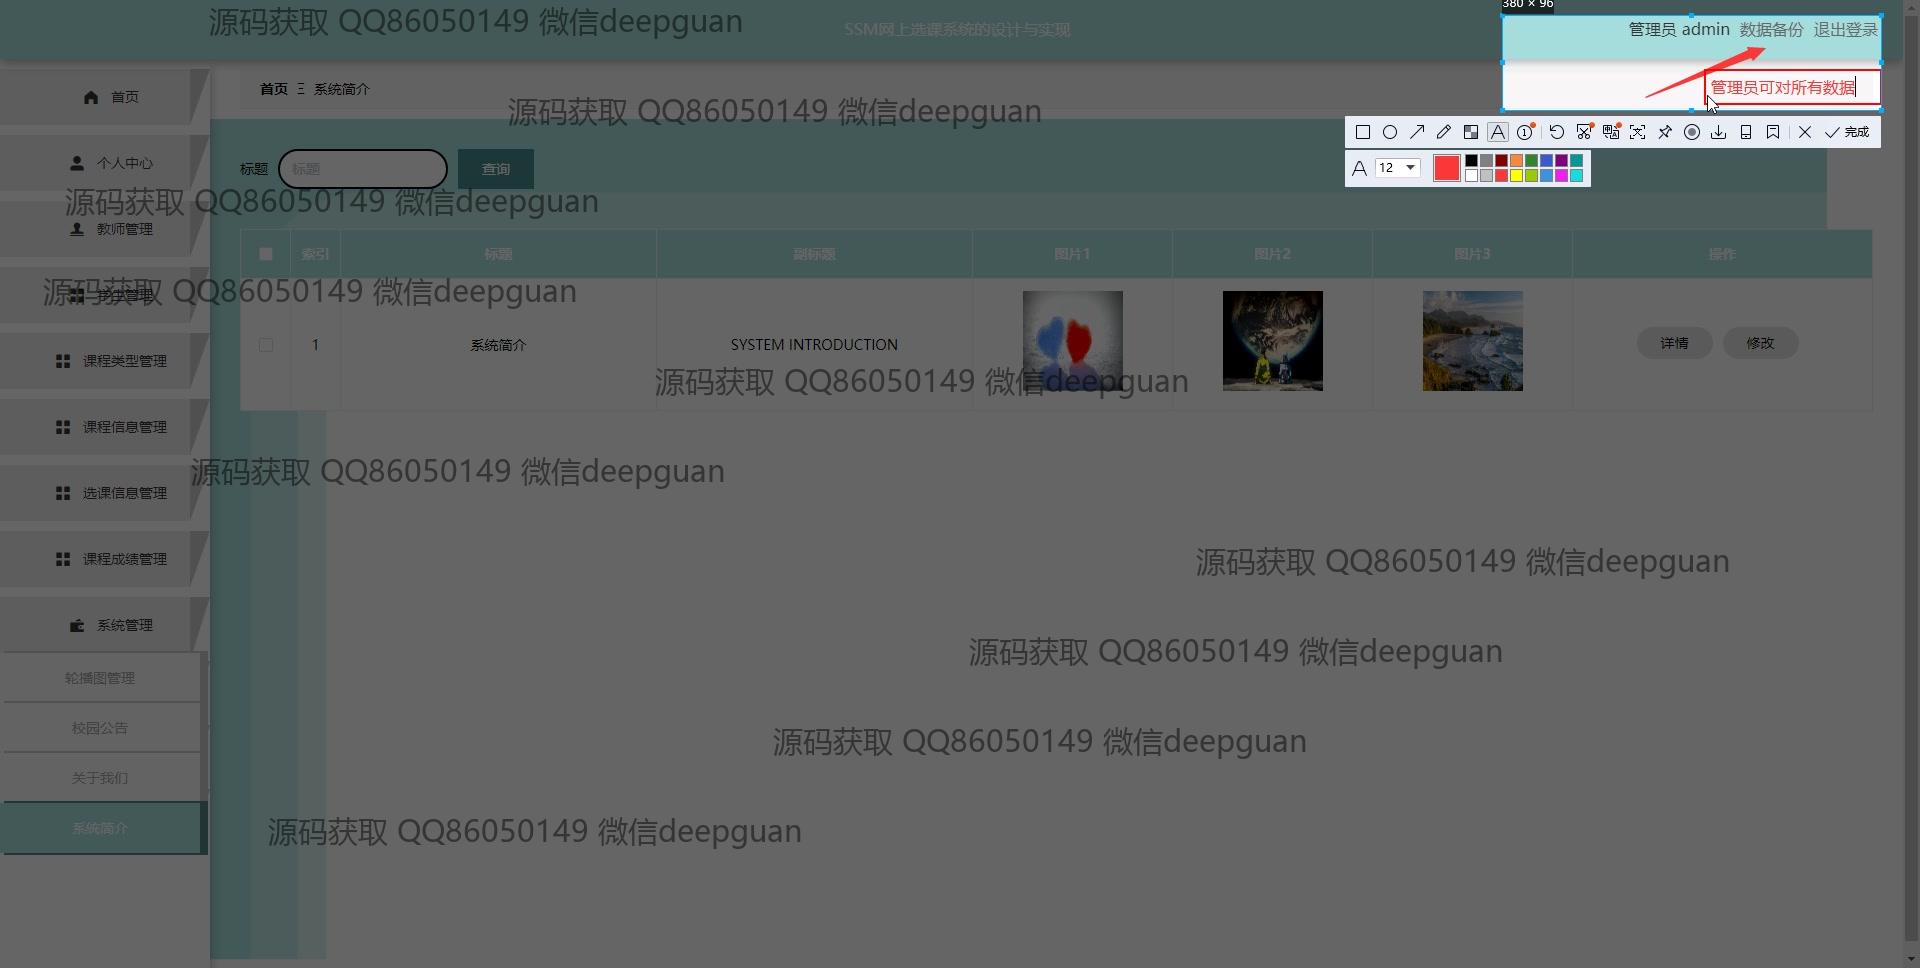 源码获取 QQ86050149 微信deepguan
SSM网上选课系统的设计与实现
380 × 96
管理员 admin 数据备份 退出登录
管理员可对所有数据
首页
首页 Ξ 系统简介
源码获取 QQ86050149 微信deepguan
完成
12
个人中心
标题 标题 查询
源码获取 QQ86050149 微信deepguan
教师管理
索引 标题 副标题 图片1 图片2 图片3 操作
源码获取 QQ86050149 微信deepguan
学生管理
1 系统简介 SYSTEM INTRODUCTION 详情 修改
课程类型管理
源码获取 QQ86050149 微信deepguan
课程信息管理
源码获取 QQ86050149 微信deepguan
选课信息管理
课程成绩管理
源码获取 QQ86050149 微信deepguan
系统管理
源码获取 QQ86050149 微信deepguan
轮播图管理
校园公告
源码获取 QQ86050149 微信deepguan
关于我们
系统简介
源码获取 QQ86050149 微信deepguan